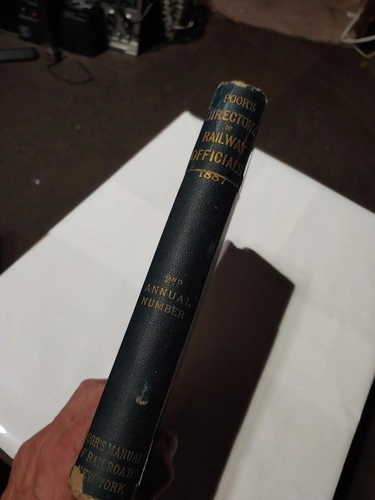 POOR'S
DIRECTORY
OF
RAILWAY
OFFICIALS
1887
2ND
ANNUAL
NUMBER
POOR'S MANUAL
OF RAILROADS
NEW YORK.